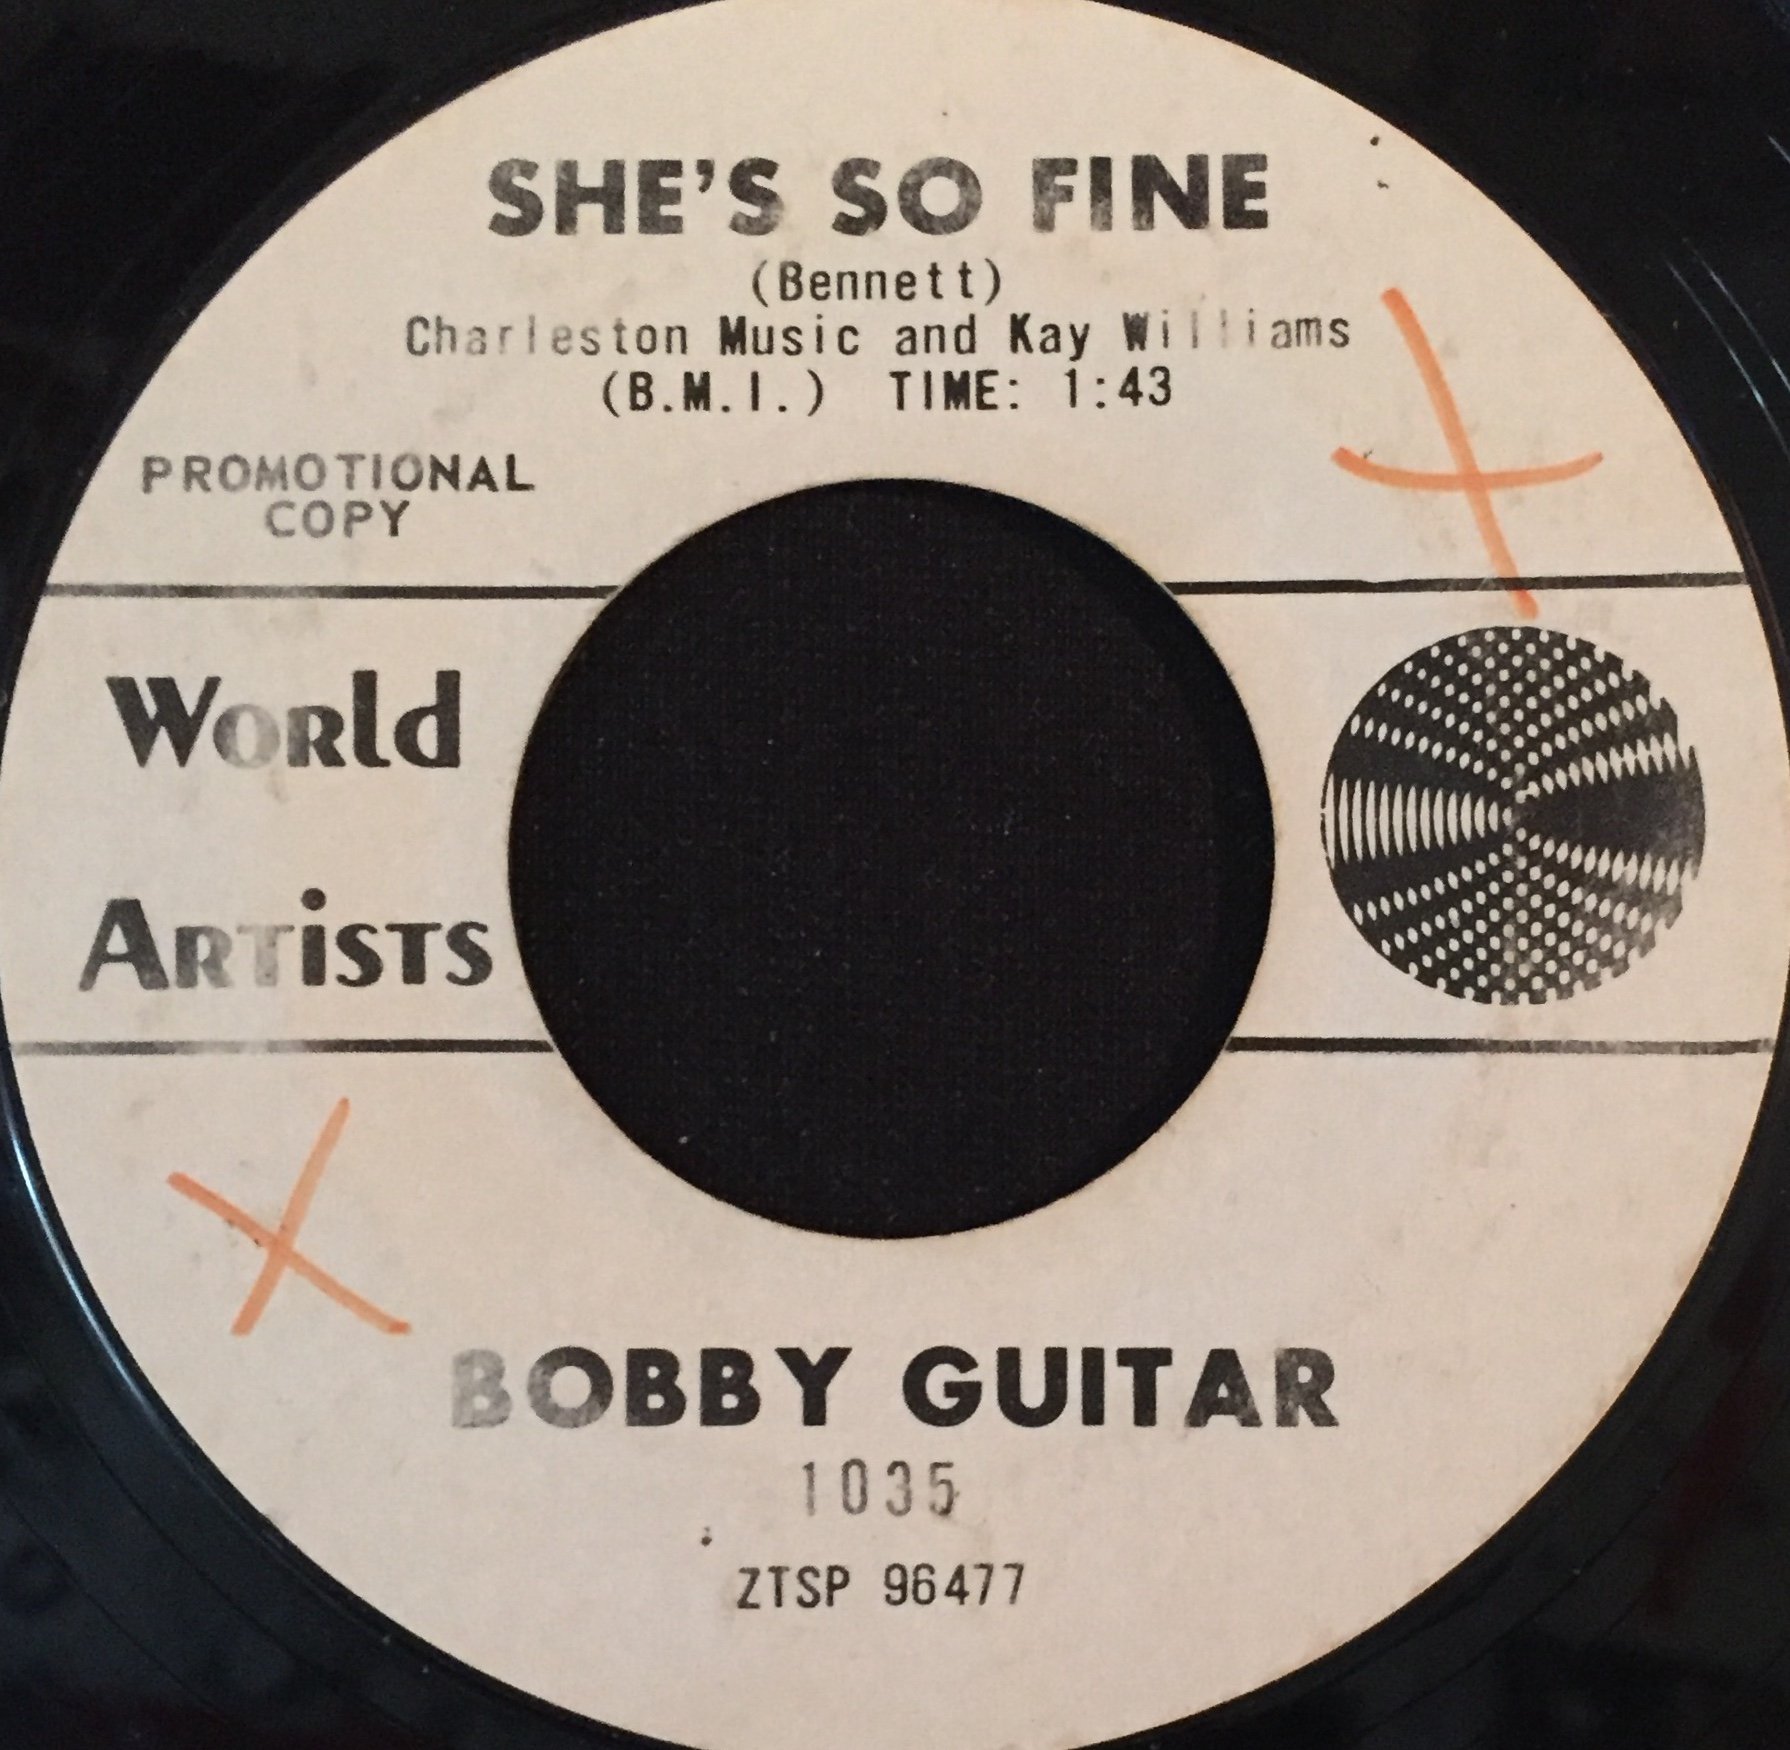 SHE'S SO FINE
(Bennett)
Charleston Music and Kay Williams
(B.M.I.) TIME: 1:43
PROMOTIONAL
COPY
World
Artists
BOBBY GUITAR
1035
ZTSP 96477